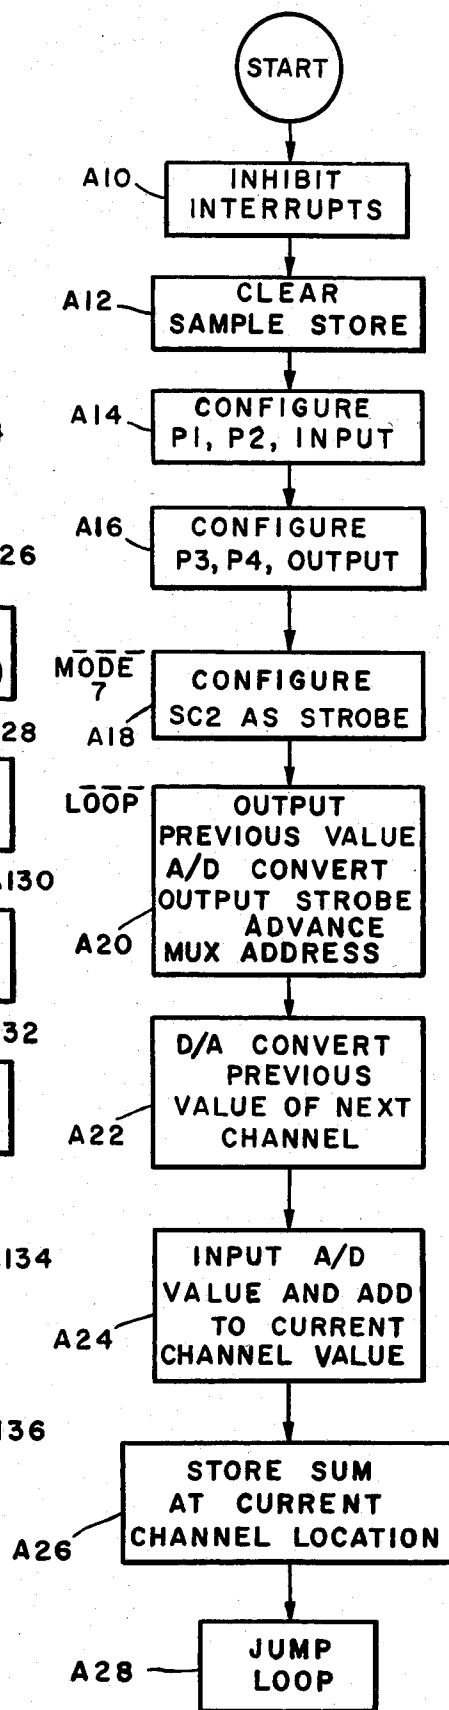 START
A10
INHIBIT
INTERRUPTS
A12
CLEAR
SAMPLE STORE
A14
CONFIGURE
P1, P2, INPUT
A16
CONFIGURE
P3, P4, OUTPUT
26
MODE
7
A18
CONFIGURE
SC2 AS STROBE
28
LOOP
A20
OUTPUT
PREVIOUS VALUE
A/D CONVERT
OUTPUT STROBE
ADVANCE
MUX ADDRESS
130
32
A22
D/A CONVERT
PREVIOUS
VALUE OF NEXT
CHANNEL
134
A24
INPUT A/D
VALUE AND ADD
TO CURRENT
CHANNEL VALUE
136
A26
STORE SUM
AT CURRENT
CHANNEL LOCATION
A28
JUMP
LOOP